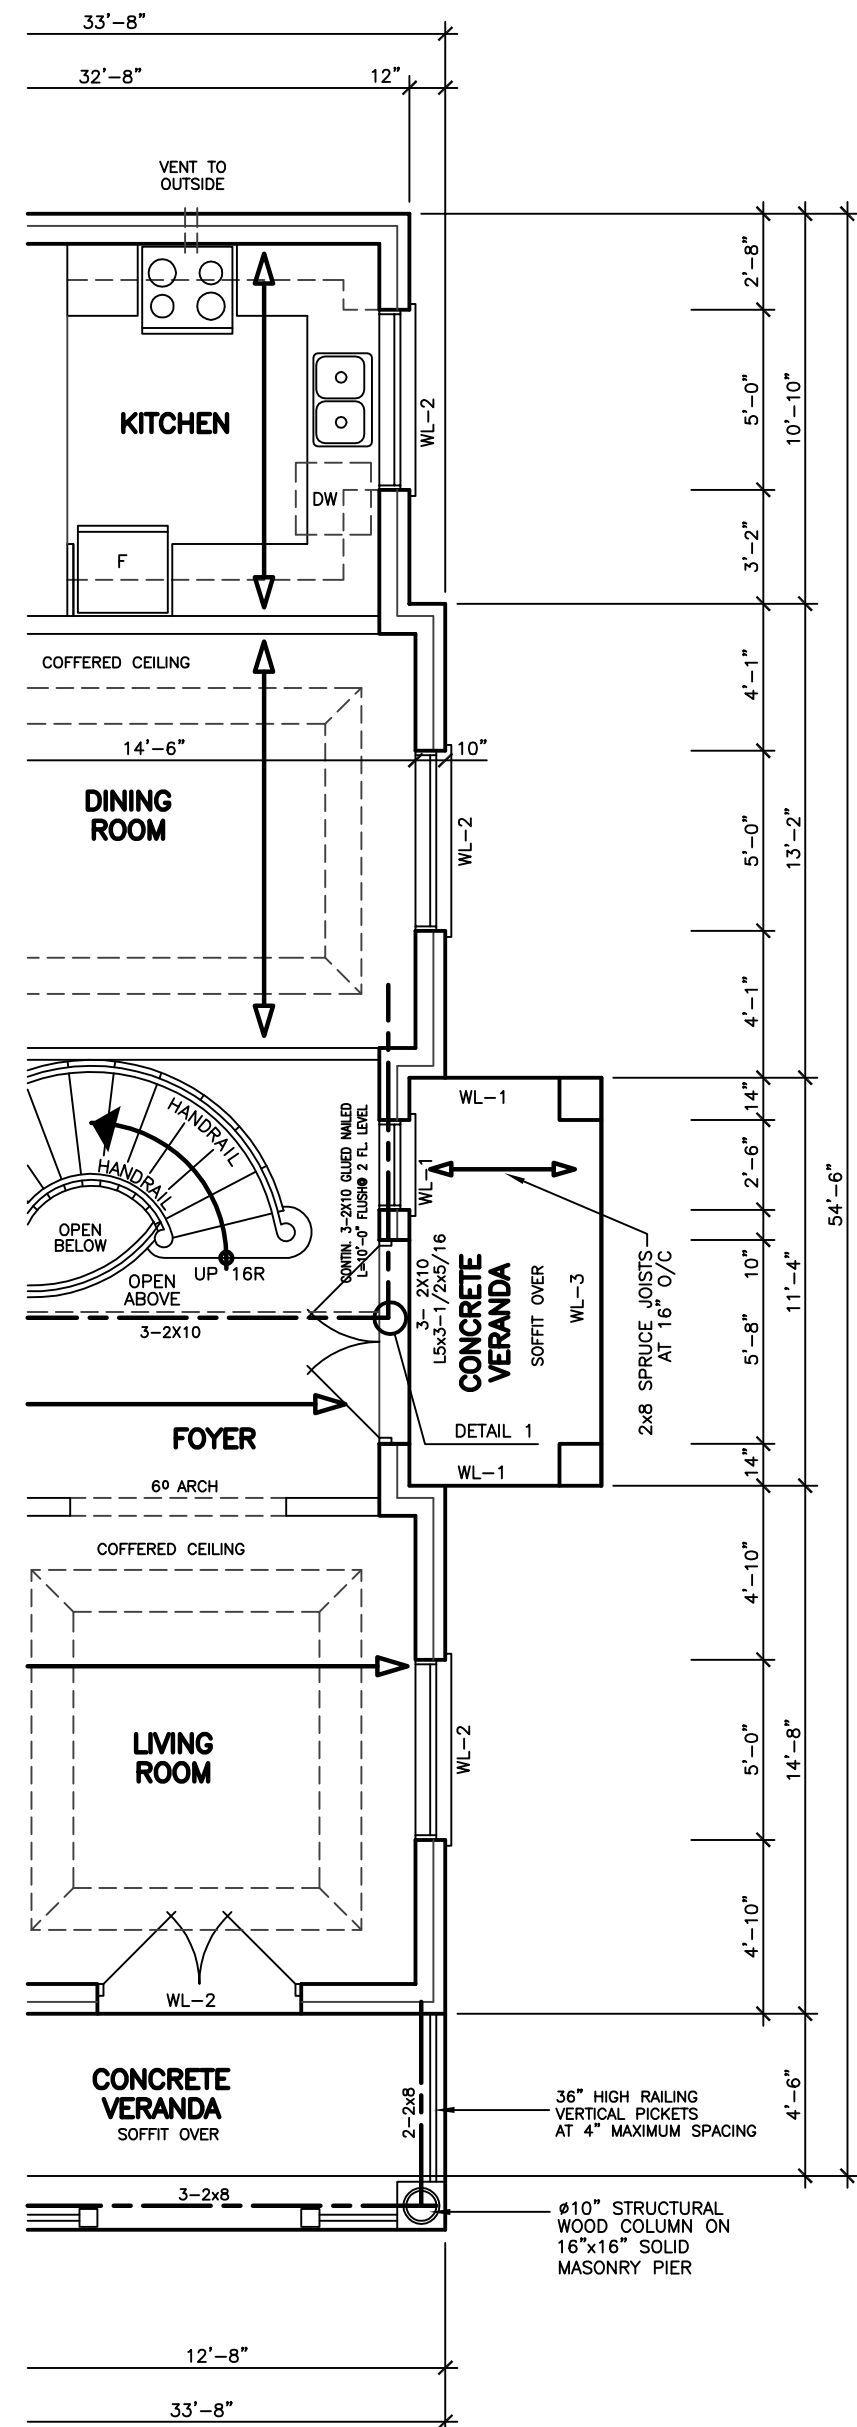 33'-8"
32'-8"
12"
VENT TO
OUTSIDE
2'-8"
KITCHEN
WL-2
5'-0"
10'-10"
DW
F
3'-2"
COFFERED CEILING
4'-1"
14'-6"
10"
DINING
ROOM
WL-2
5'-0"
13'-2"
4'-1"
WL-1
14"
HANDRAIL
HANDRAIL
CONTIN. 3-2X10 GLUED NAILED
L=10'-0" FLUSH@ 2 FL. LEVEL
WL-1
2'-6"
54'-6"
OPEN
BELOW
UP 16R
OPEN
ABOVE
3-2X10
3- 2X10
L5x3-1/2x5/16
CONCRETE
VERANDA
SOFFIT OVER
WL-3
2x8 SPRUCE JOISTS
AT 16" O/C
10"
11'-4"
5'-8"
FOYER
DETAIL 1
6⁰ ARCH
WL-1
14"
COFFERED CEILING
4'-10"
LIVING
ROOM
WL-2
5'-0"
14'-8"
4'-10"
WL-2
CONCRETE
VERANDA
SOFFIT OVER
2-2x8
36" HIGH RAILING
VERTICAL PICKETS
AT 4" MAXIMUM SPACING
4'-6"
3-2x8
ø10" STRUCTURAL
WOOD COLUMN ON
16"x16" SOLID
MASONRY PIER
12'-8"
33'-8"